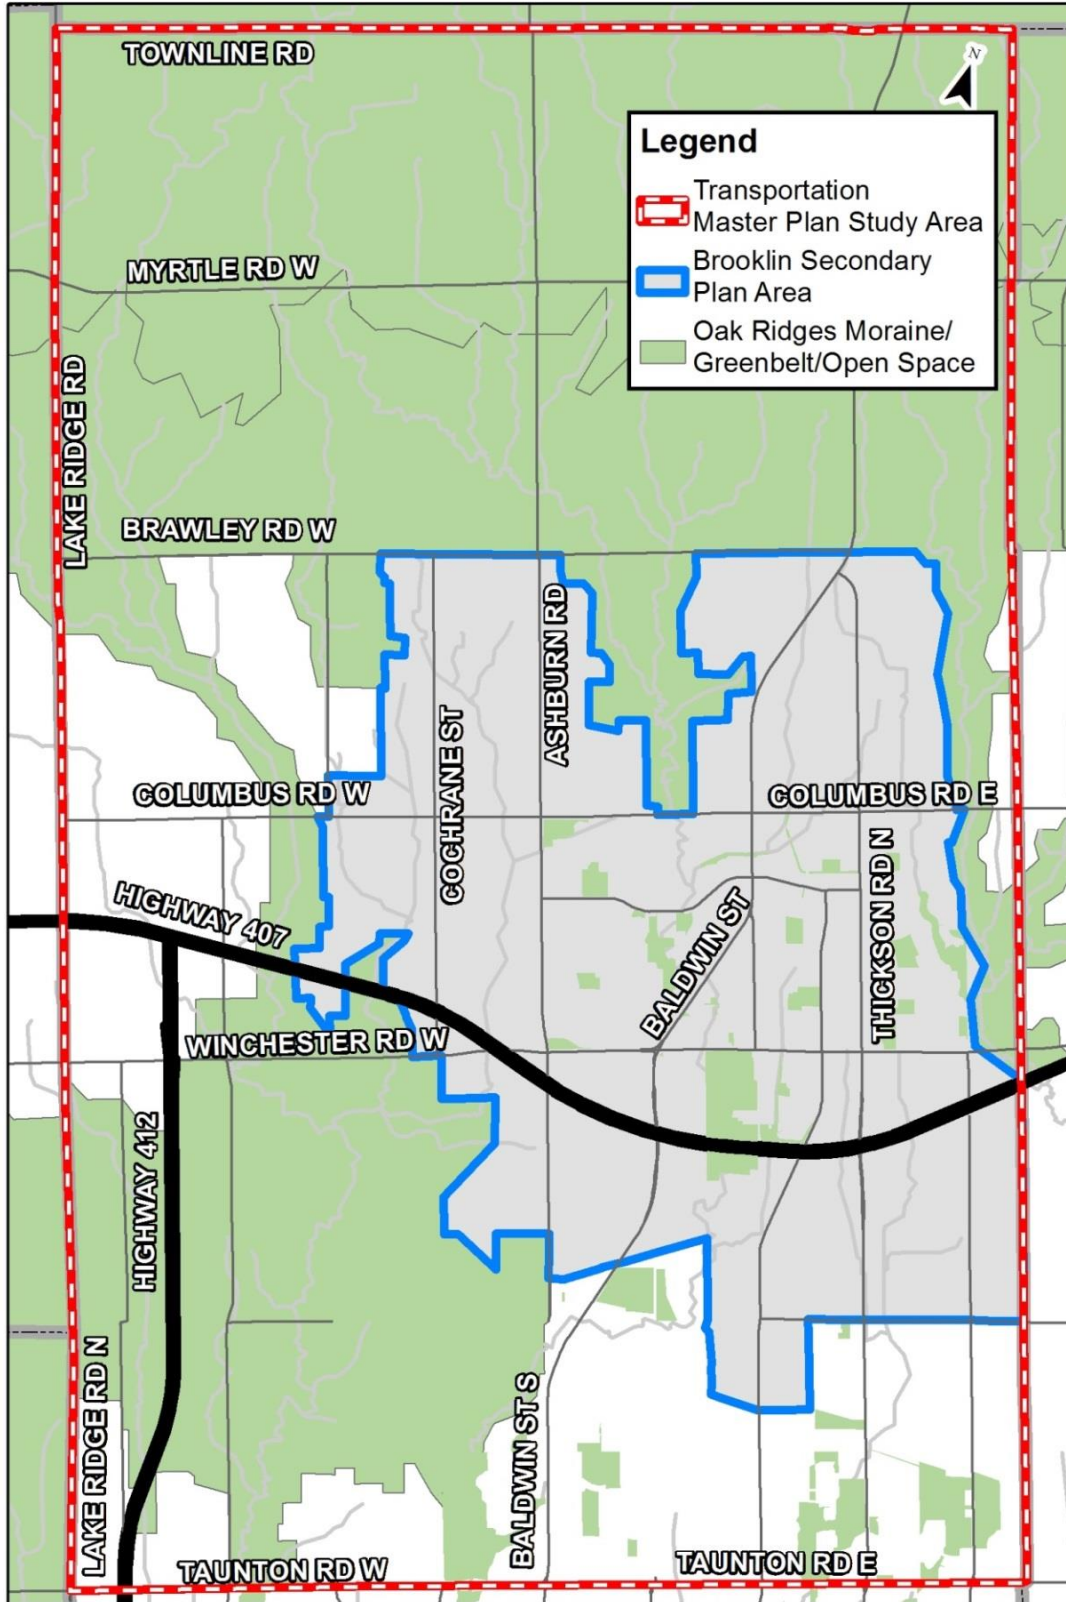 TOWNLINE RD
N
Legend
Transportation
Master Plan Study Area
Brooklin Secondary
Plan Area
Oak Ridges Moraine/
Greenbelt/Open Space
MYRTLE RD W
LAKE RIDGE RD
BRAWLEY RD W
ASHBURN RD
COCHRANE ST
COLUMBUS RD W
COLUMBUS RD E
HIGHWAY 407
BALDWIN ST
THICKSON RD N
WINCHESTER RD W
HIGHWAY 412
LAKE RIDGE RD N
BALDWIN ST S
TAUNTON RD W
TAUNTON RD E